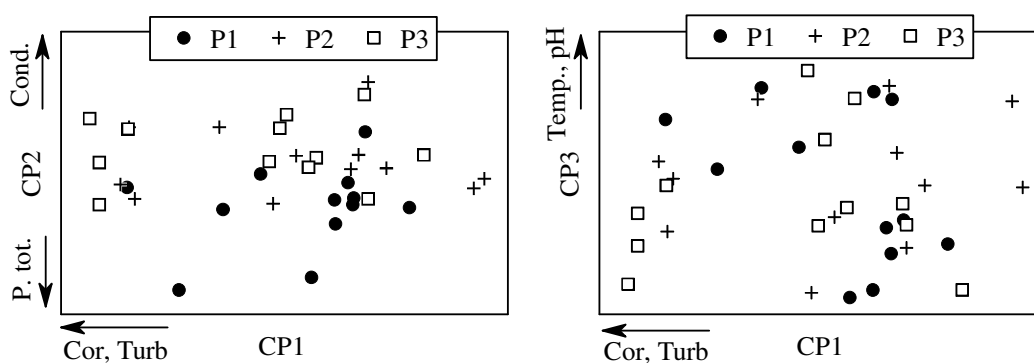 P1 P2 P3
Cond.
CP2
P. tot.
Cor, Turb
CP1
P1 P2 P3
Temp., pH
CP3
Cor, Turb
CP1